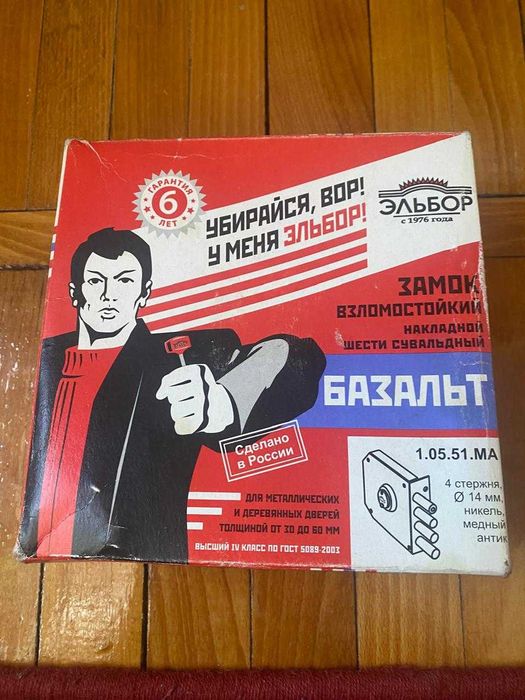 ГАРАНТИЯ
6
ЛЕТ
УБИРАЙСЯ, ВОР!
У МЕНЯ ЭЛЬБОР!
ЭЛЬБОР
с 1976 года
ЗАМОК
ВЗЛОМОСТОЙКИЙ
НАКЛАДНОЙ
ШЕСТИ СУВАЛЬДНЫЙ
БАЗАЛЬТ
Сделано
в России
1.05.51.МА
4 стержня,
Ø 14 мм,
никель,
медный
антик
ДЛЯ МЕТАЛЛИЧЕСКИХ
И ДЕРЕВЯННЫХ ДВЕРЕЙ
ТОЛЩИНОЙ ОТ 30 ДО 60 ММ
ВЫСШИЙ IV КЛАСС ПО ГОСТ 5089-2003